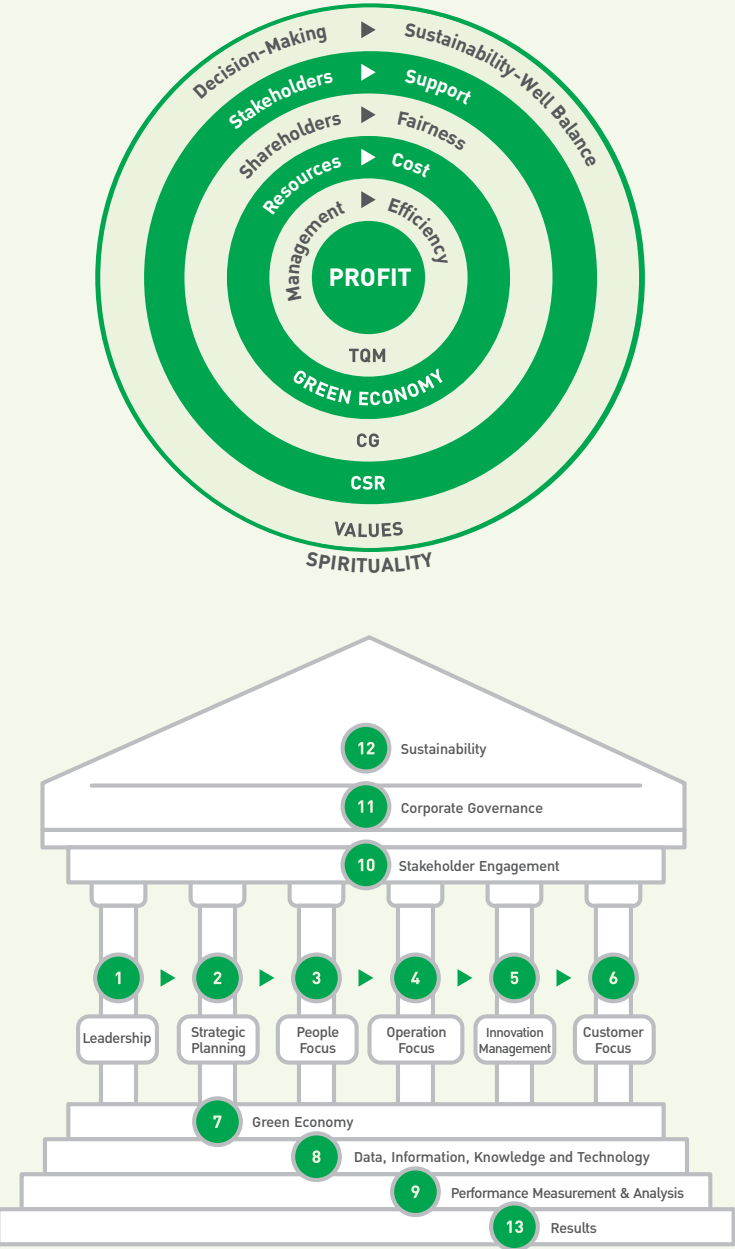 Decision-Making ▶ Sustainability-Well Balance
Stakeholders ▶ Support
Shareholders ▶ Fairness
Resources ▶ Cost
Management ▶ Efficiency
PROFIT
TQM
GREEN ECONOMY
CG
CSR
VALUES
SPIRITUALITY
12 Sustainability
11 Corporate Governance
10 Stakeholder Engagement
1 ▶ 2 ▶ 3 ▶ 4 ▶ 5 ▶ 6
Leadership
Strategic
Planning
People
Focus
Operation
Focus
Innovation
Management
Customer
Focus
7 Green Economy
8 Data, Information, Knowledge and Technology
9 Performance Measurement & Analysis
13 Results